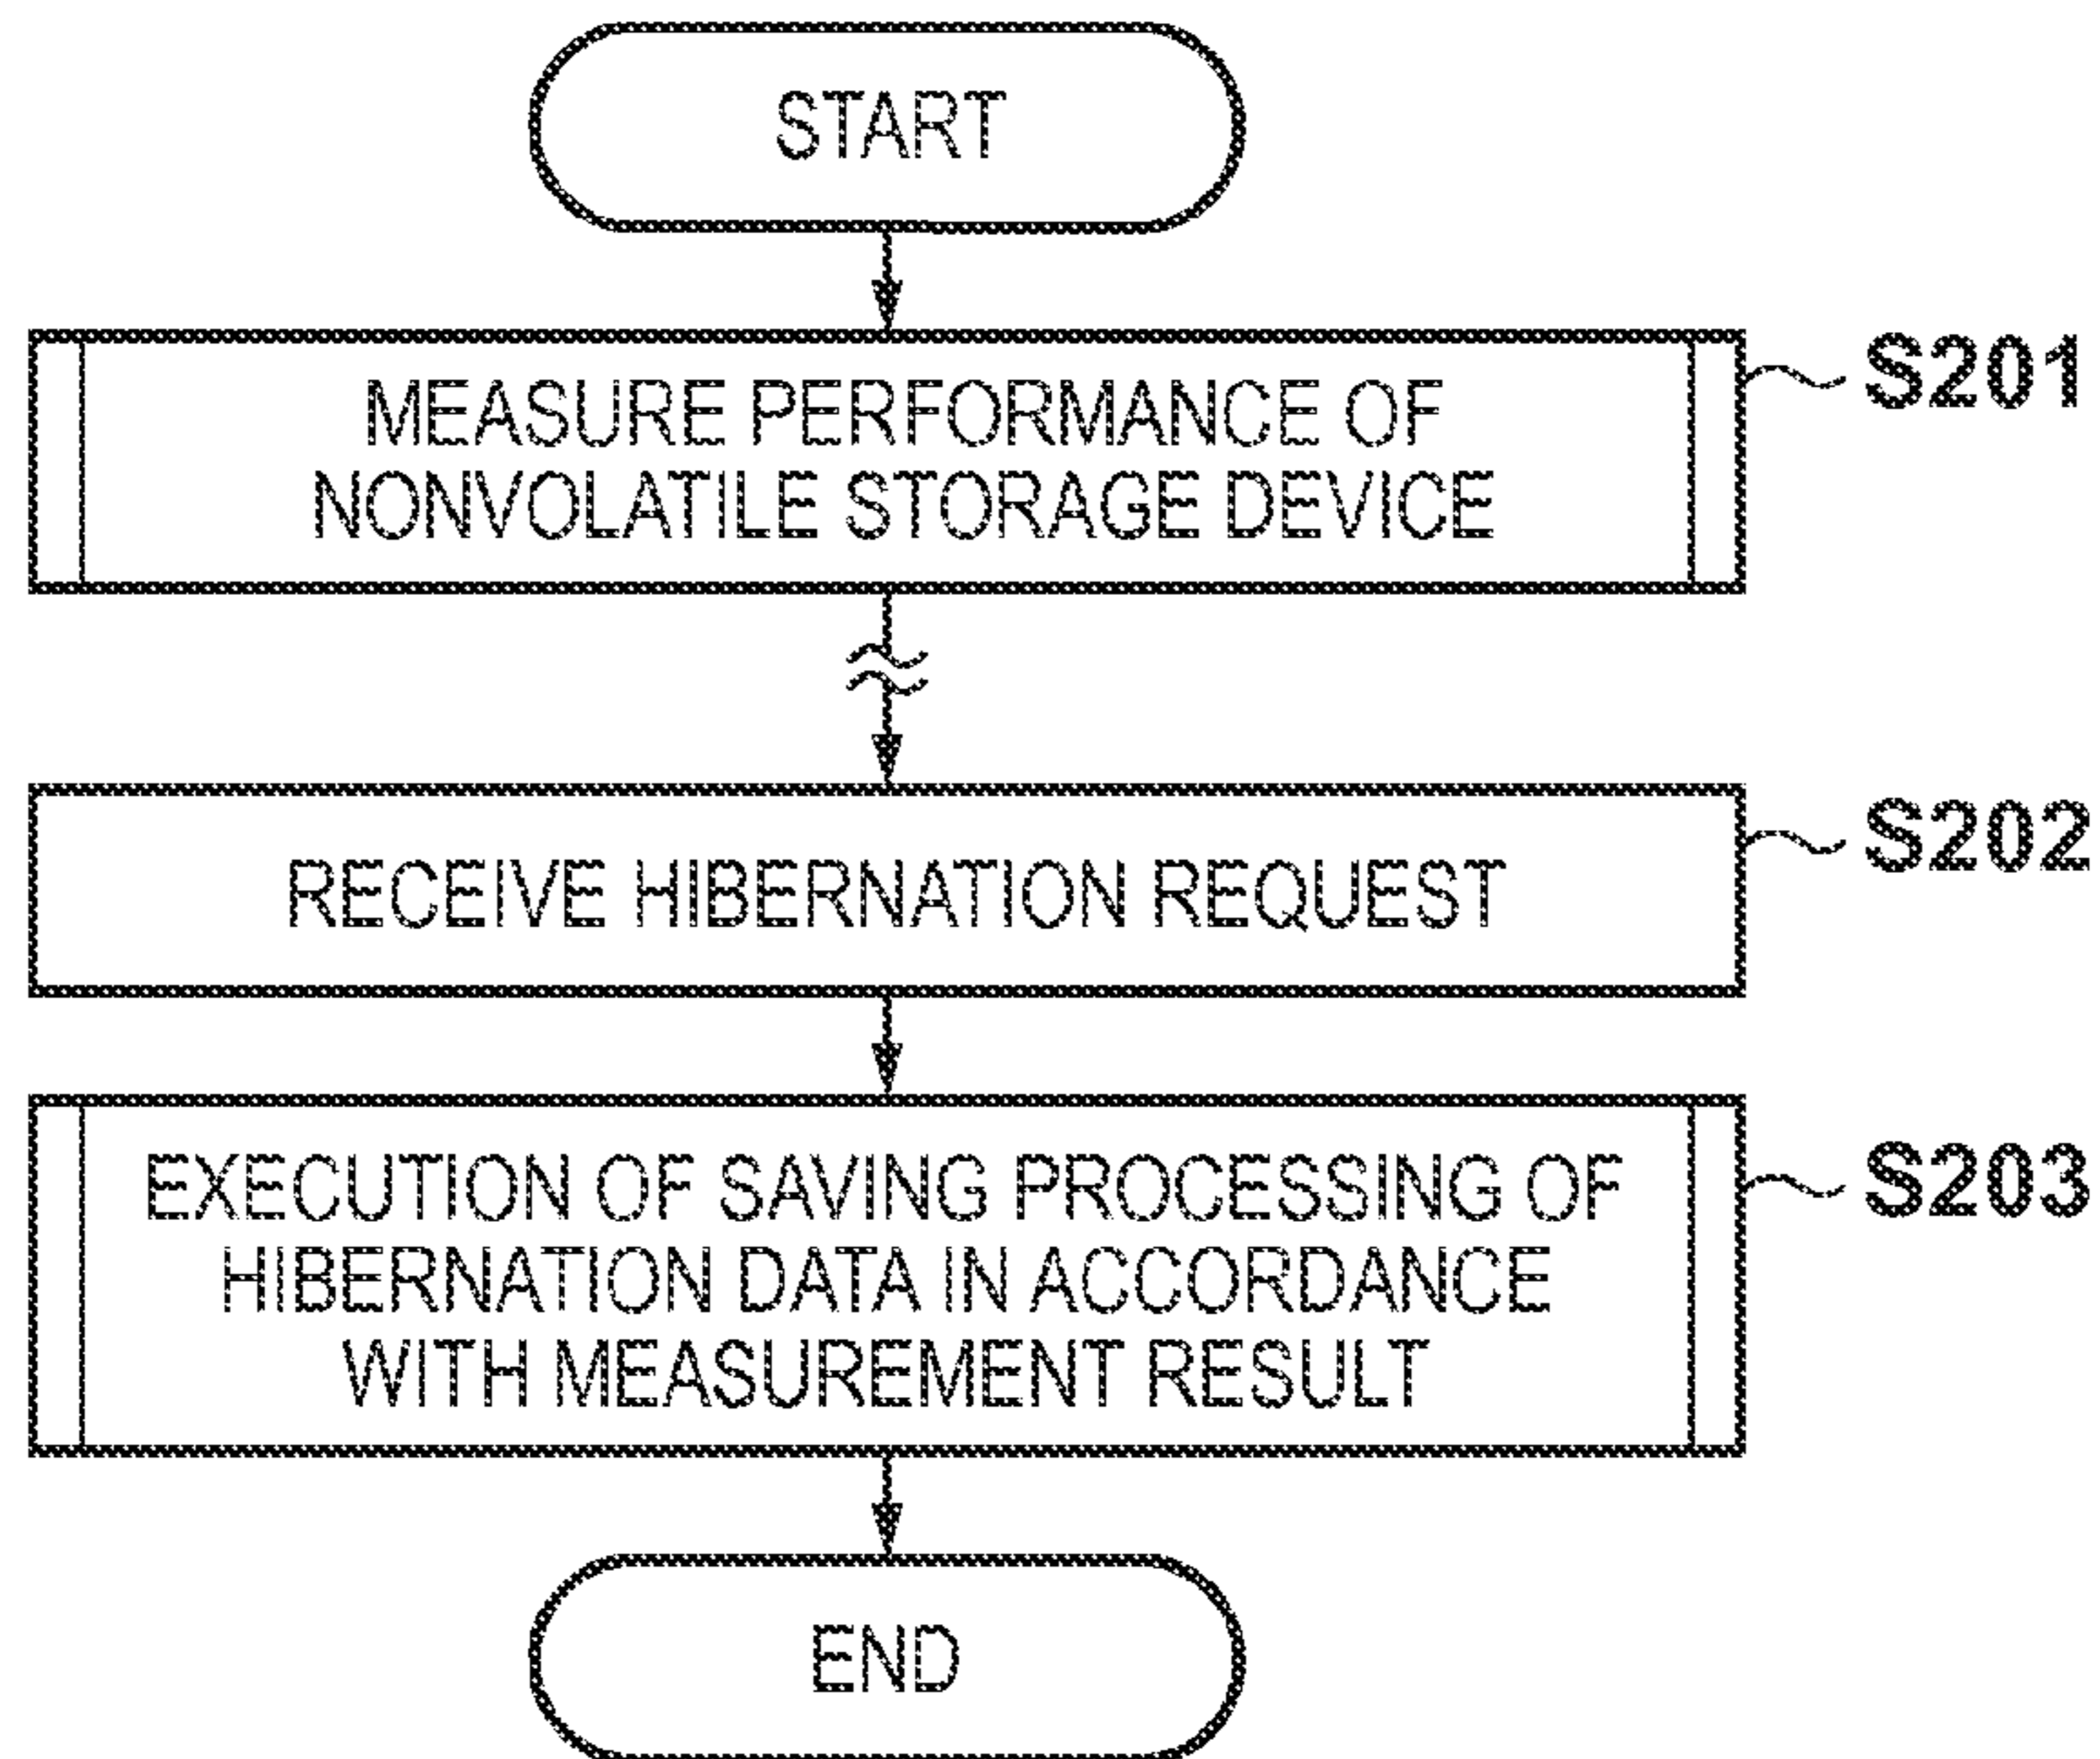 START
MEASURE PERFORMANCE OF
NONVOLATILE STORAGE DEVICE
S201
RECEIVE HIBERNATION REQUEST
S202
EXECUTION OF SAVING PROCESSING OF
HIBERNATION DATA IN ACCORDANCE
WITH MEASUREMENT RESULT
S203
END